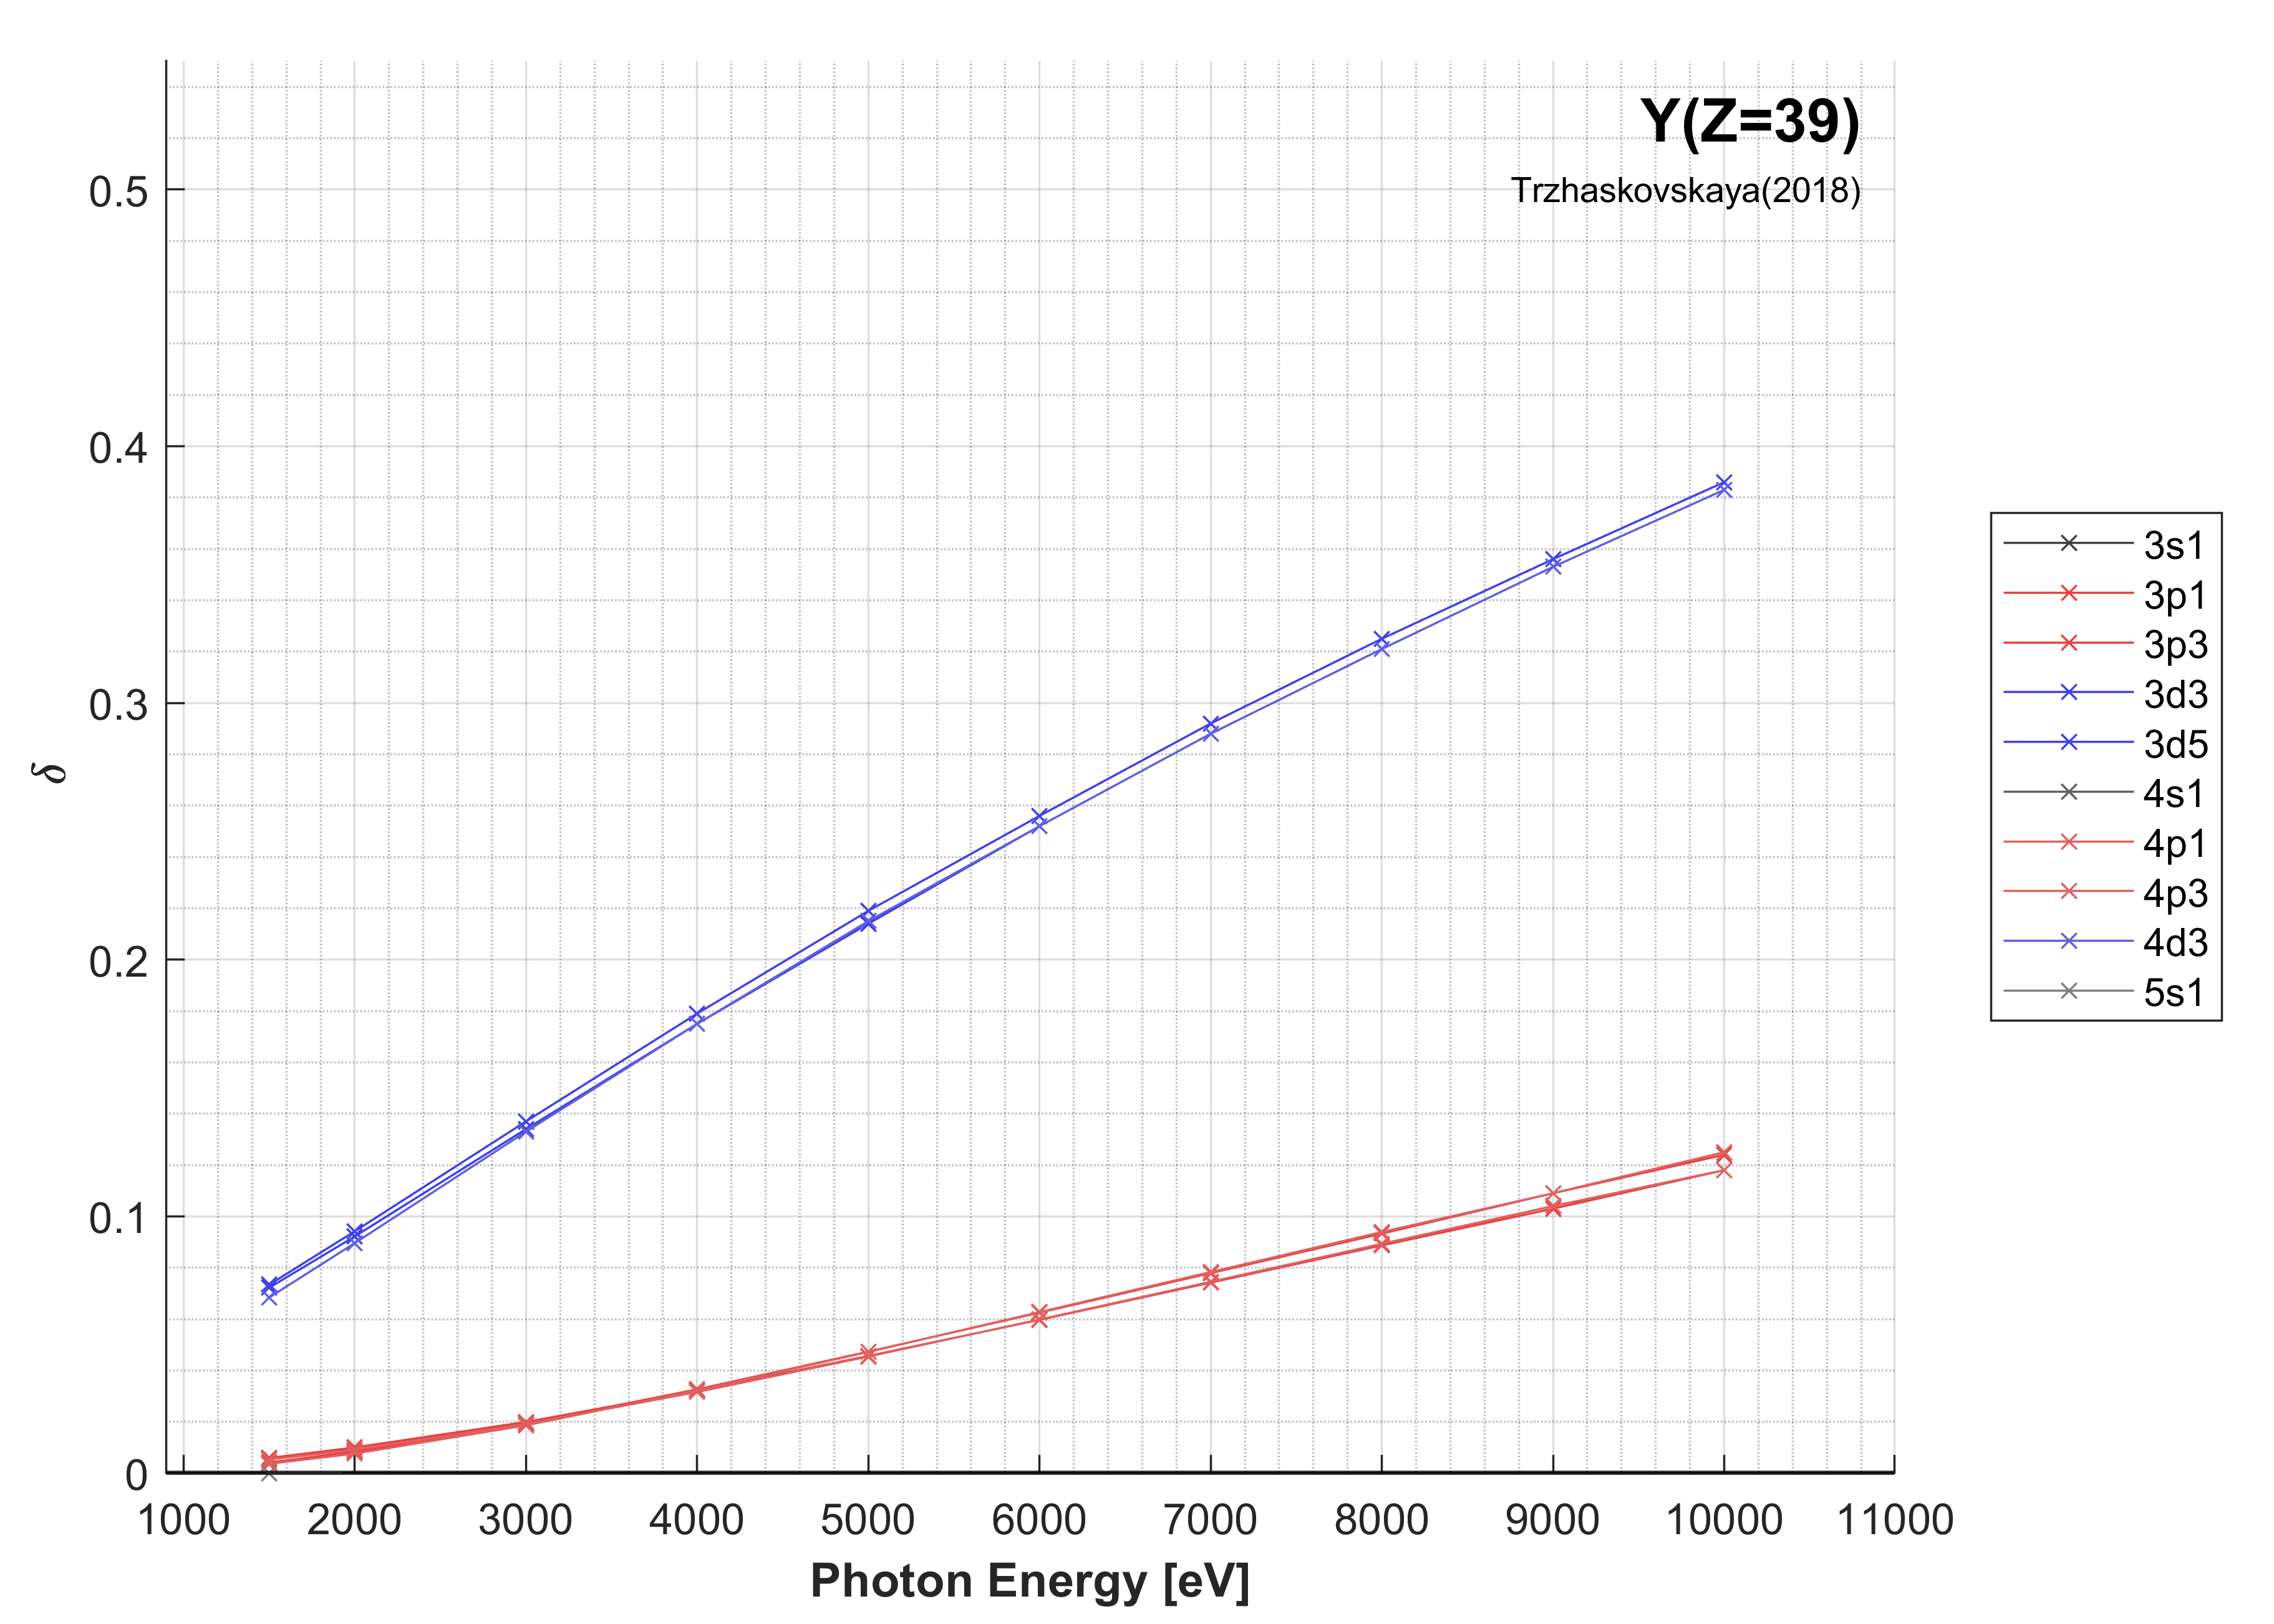 Y(Z=39)
Trzhaskovskaya(2018)
0.5
0.4
0.3
0.2
0.1
0
δ
1000 2000 3000 4000 5000 6000 7000 8000 9000 10000 11000
Photon Energy [eV]
3s1
3p1
3p3
3d3
3d5
4s1
4p1
4p3
4d3
5s1